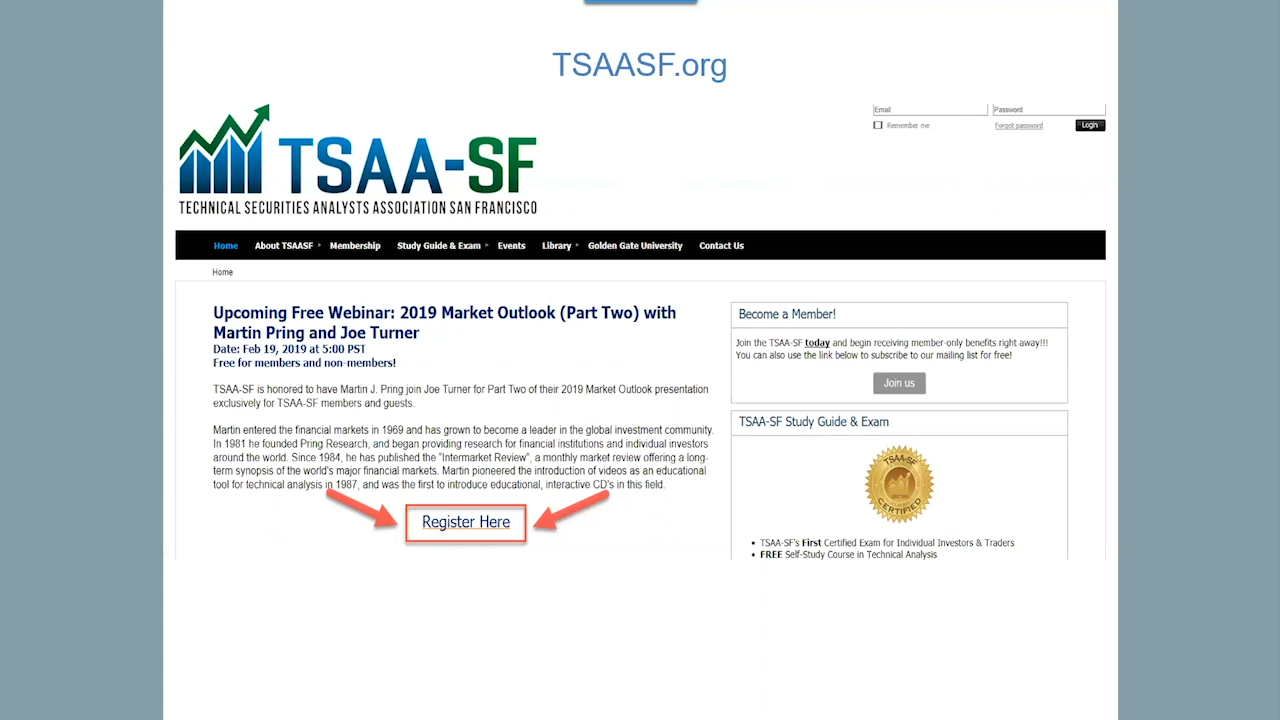 TSAASF.org
TSAA-SF
TECHNICAL SECURITIES ANALYSTS ASSOCIATION SAN FRANCISCO
Email
Password
Remember me
Forgot password
Login
Home
About TSAASF
Membership
Study Guide & Exam
Events
Library
Golden Gate University
Contact Us
Home
Upcoming Free Webinar: 2019 Market Outlook (Part Two) with
Martin Pring and Joe Turner
Date: Feb 19, 2019 at 5:00 PST
Free for members and non-members!
TSAA-SF is honored to have Martin J. Pring join Joe Turner for Part Two of their 2019 Market Outlook presentation
exclusively for TSAA-SF members and guests.
Martin entered the financial markets in 1969 and has grown to become a leader in the global investment community.
In 1981 he founded Pring Research, and began providing research for financial institutions and individual investors
around the world. Since 1984, he has published the "Intermarket Review", a monthly market review offering a long-
term synopsis of the world's major financial markets. Martin pioneered the introduction of videos as an educational
tool for technical analysis in 1987, and was the first to introduce educational, interactive CD's in this field.
Register Here
Become a Member!
Join the TSAA-SF today and begin receiving member-only benefits right away!!!
You can also use the link below to subscribe to our mailing list for free!
Join us
TSAA-SF Study Guide & Exam
TSAA-SF
CERTIFIED
• TSAA-SF's First Certified Exam for Individual Investors & Traders
• FREE Self-Study Course in Technical Analysis